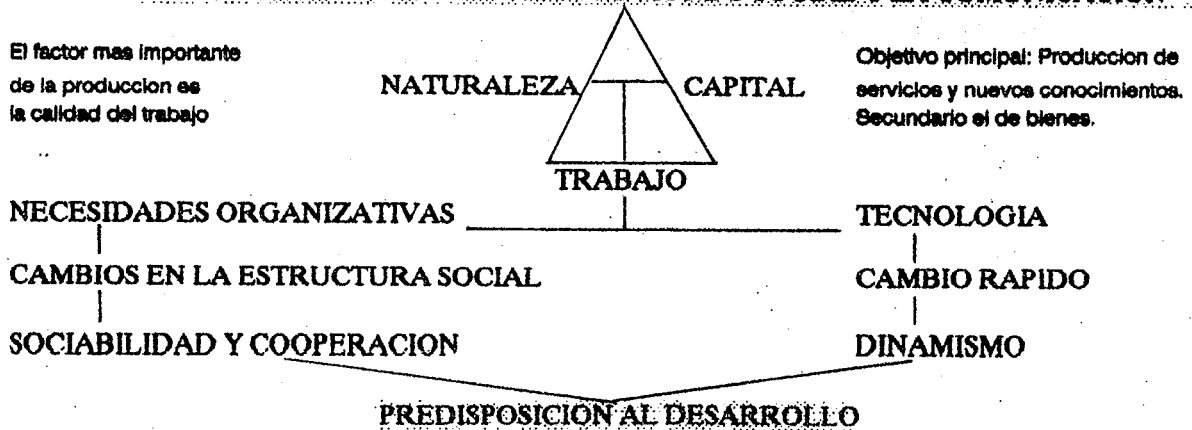 El factor mas importante
de la produccion es
la calidad del trabajo
NATURALEZA
CAPITAL
Objetivo principal: Produccion de
servicios y nuevos conocimientos.
Secundario el de bienes.
TRABAJO
NECESIDADES ORGANIZATIVAS
TECNOLOGIA
CAMBIOS EN LA ESTRUCTURA SOCIAL
CAMBIO RAPIDO
SOCIABILIDAD Y COOPERACION
DINAMISMO
PREDISPOSICION AL DESARROLLO